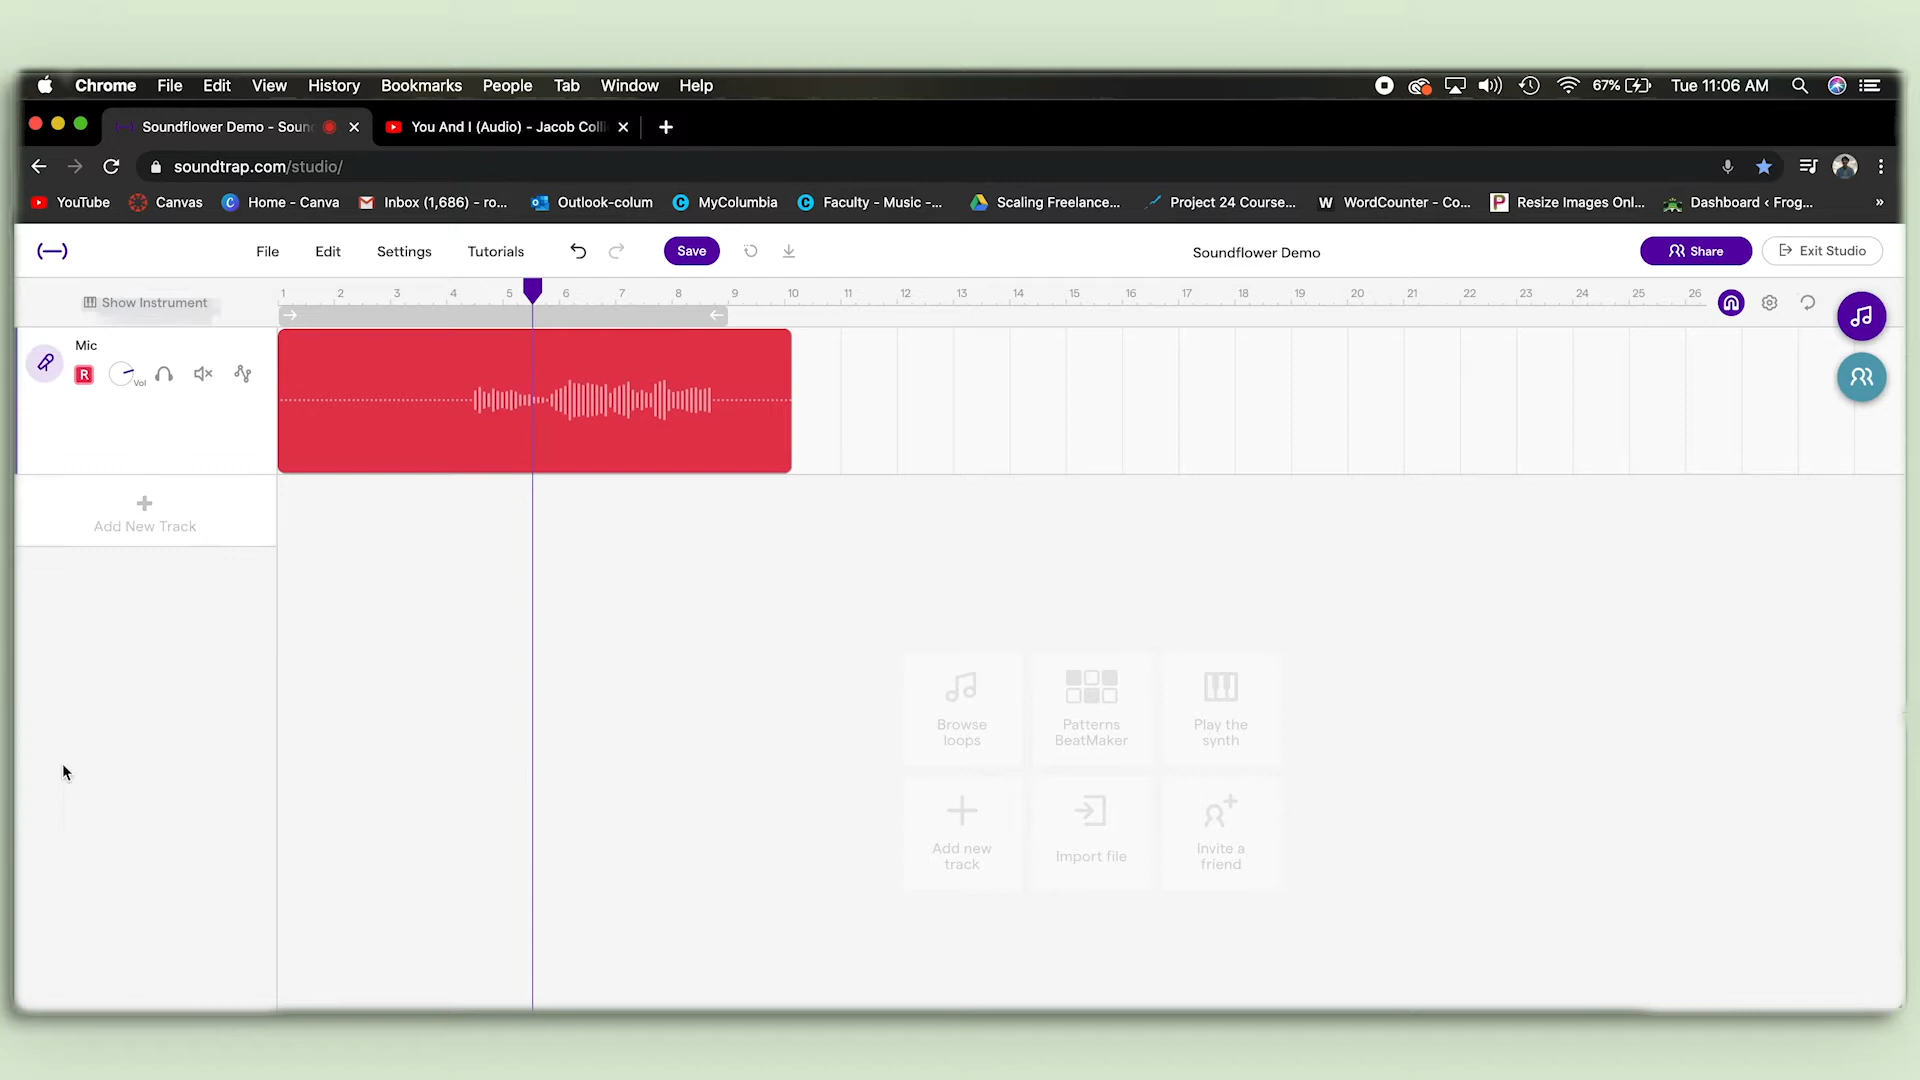 Chrome File Edit View History Bookmarks People Tab Window Help 67% Tue 11:06 AM
Soundflower Demo - Soun You And I (Audio) - Jacob Colli
soundtrap.com/studio/
YouTube Canvas Home - Canva Inbox (1,686) - ro... Outlook-colum MyColumbia Faculty - Music -... Scaling Freelance... Project 24 Course... WordCounter - Co... Resize Images Onl... Dashboard ‹ Frog... »
File Edit Settings Tutorials Save Soundflower Demo Share Exit Studio
Show Instrument 1 2 3 4 5 6 7 8 9 10 11 12 13 14 15 16 17 18 19 20 21 22 23 24 25 26
Mic
R Vol
Add New Track
Browse loops
Patterns BeatMaker
Play the synth
Add new track
Import file
Invite a friend